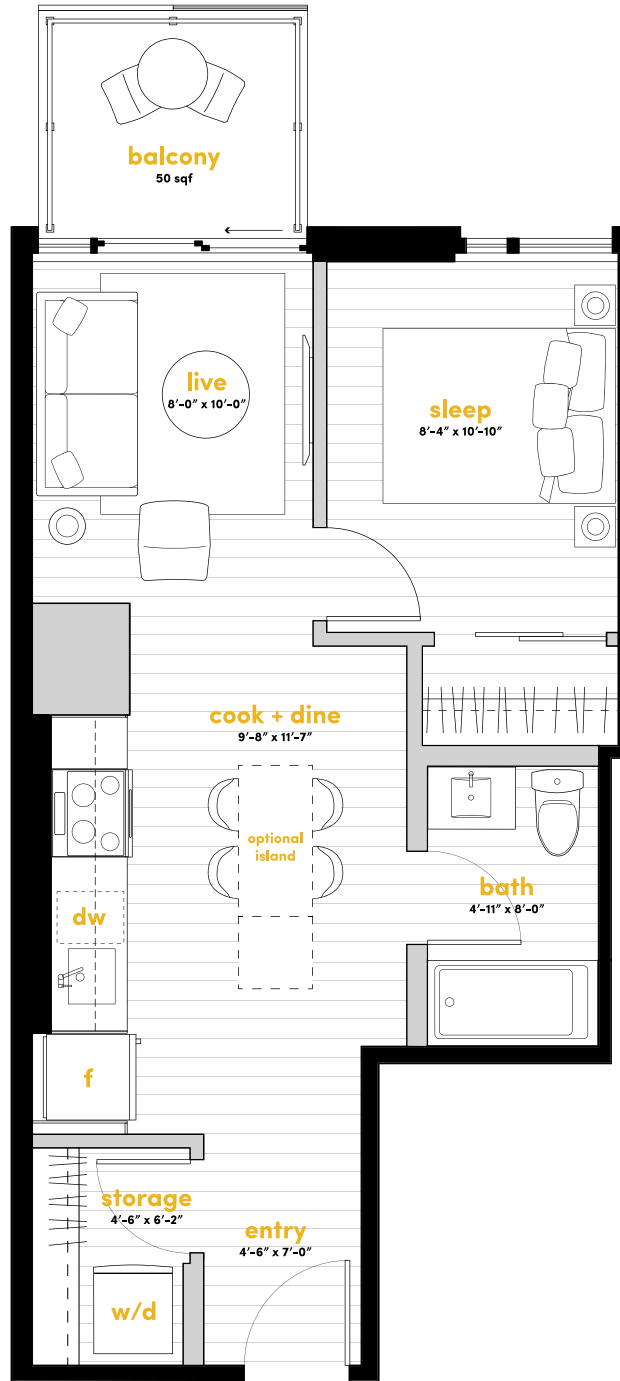 balcony
50 sqf
live
8′-0″ x 10′-0″
sleep
8′-4″ x 10′-10″
cook + dine
9′-8″ x 11′-7″
optional
island
bath
4′-11″ x 8′-0″
dw
f
storage
4′-6″ x 6′-2″
entry
4′-6″ x 7′-0″
w/d